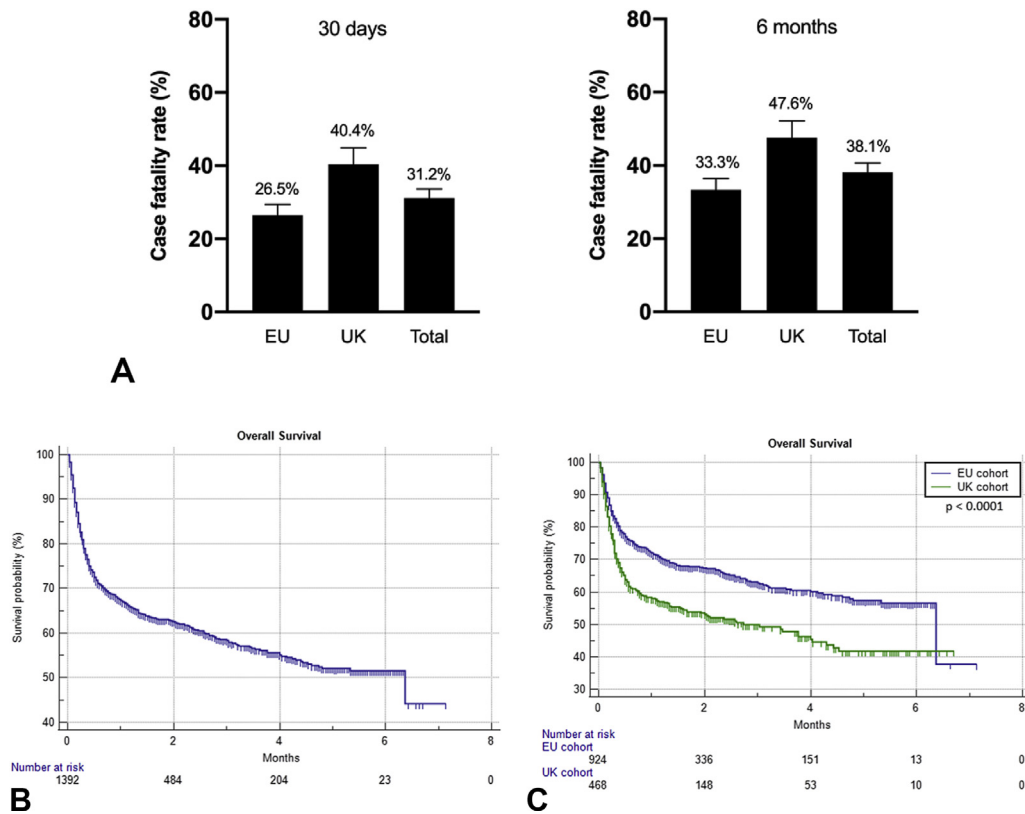 30 days
Case fatality rate (%)
80
60
40
20
0
26.5%
40.4%
31.2%
EU UK Total
6 months
Case fatality rate (%)
80
60
40
20
0
33.3%
47.6%
38.1%
EU UK Total
A
Overall Survival
Survival probability (%)
100
90
80
70
60
50
40
0 2 4 6 8
Months
Number at risk
1392 484 204 23 0
B
Overall Survival
EU cohort
UK cohort
p < 0.0001
Survival probability (%)
100
90
80
70
60
50
40
30
0 2 4 6 8
Months
Number at risk
EU cohort
924 336 151 13 0
UK cohort
468 148 53 10 0
C